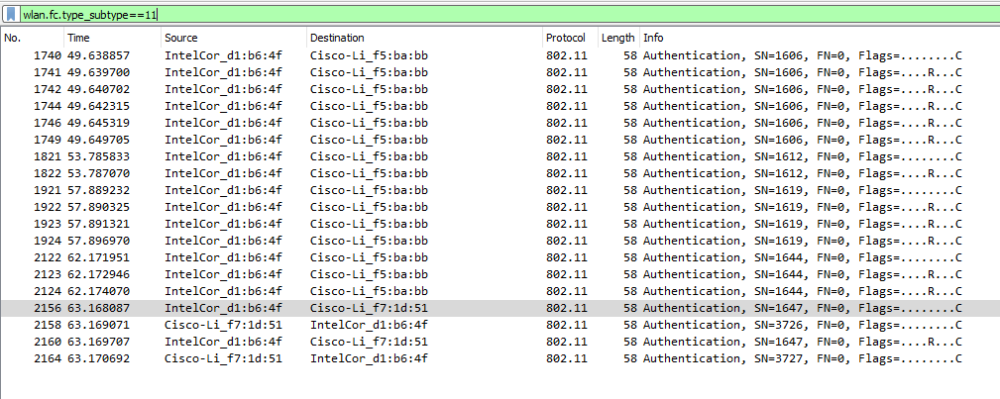 wlan.fc.type_subtype==11
No. Time Source Destination Protocol Length Info
1740 49.638857 IntelCor_d1:b6:4f Cisco-Li_f5:ba:bb 802.11 58 Authentication, SN=1606, FN=0, Flags=........C
1741 49.639700 IntelCor_d1:b6:4f Cisco-Li_f5:ba:bb 802.11 58 Authentication, SN=1606, FN=0, Flags=....R...C
1742 49.640702 IntelCor_d1:b6:4f Cisco-Li_f5:ba:bb 802.11 58 Authentication, SN=1606, FN=0, Flags=....R...C
1744 49.642315 IntelCor_d1:b6:4f Cisco-Li_f5:ba:bb 802.11 58 Authentication, SN=1606, FN=0, Flags=....R...C
1746 49.645319 IntelCor_d1:b6:4f Cisco-Li_f5:ba:bb 802.11 58 Authentication, SN=1606, FN=0, Flags=....R...C
1749 49.649705 IntelCor_d1:b6:4f Cisco-Li_f5:ba:bb 802.11 58 Authentication, SN=1606, FN=0, Flags=....R...C
1821 53.785833 IntelCor_d1:b6:4f Cisco-Li_f5:ba:bb 802.11 58 Authentication, SN=1612, FN=0, Flags=........C
1822 53.787070 IntelCor_d1:b6:4f Cisco-Li_f5:ba:bb 802.11 58 Authentication, SN=1612, FN=0, Flags=....R...C
1921 57.889232 IntelCor_d1:b6:4f Cisco-Li_f5:ba:bb 802.11 58 Authentication, SN=1619, FN=0, Flags=........C
1922 57.890325 IntelCor_d1:b6:4f Cisco-Li_f5:ba:bb 802.11 58 Authentication, SN=1619, FN=0, Flags=....R...C
1923 57.891321 IntelCor_d1:b6:4f Cisco-Li_f5:ba:bb 802.11 58 Authentication, SN=1619, FN=0, Flags=....R...C
1924 57.896970 IntelCor_d1:b6:4f Cisco-Li_f5:ba:bb 802.11 58 Authentication, SN=1619, FN=0, Flags=....R...C
2122 62.171951 IntelCor_d1:b6:4f Cisco-Li_f5:ba:bb 802.11 58 Authentication, SN=1644, FN=0, Flags=........C
2123 62.172946 IntelCor_d1:b6:4f Cisco-Li_f5:ba:bb 802.11 58 Authentication, SN=1644, FN=0, Flags=....R...C
2124 62.174070 IntelCor_d1:b6:4f Cisco-Li_f5:ba:bb 802.11 58 Authentication, SN=1644, FN=0, Flags=....R...C
2156 63.168087 IntelCor_d1:b6:4f Cisco-Li_f7:1d:51 802.11 58 Authentication, SN=1647, FN=0, Flags=........C
2158 63.169071 Cisco-Li_f7:1d:51 IntelCor_d1:b6:4f 802.11 58 Authentication, SN=3726, FN=0, Flags=........C
2160 63.169707 IntelCor_d1:b6:4f Cisco-Li_f7:1d:51 802.11 58 Authentication, SN=1647, FN=0, Flags=....R...C
2164 63.170692 Cisco-Li_f7:1d:51 IntelCor_d1:b6:4f 802.11 58 Authentication, SN=3727, FN=0, Flags=........C